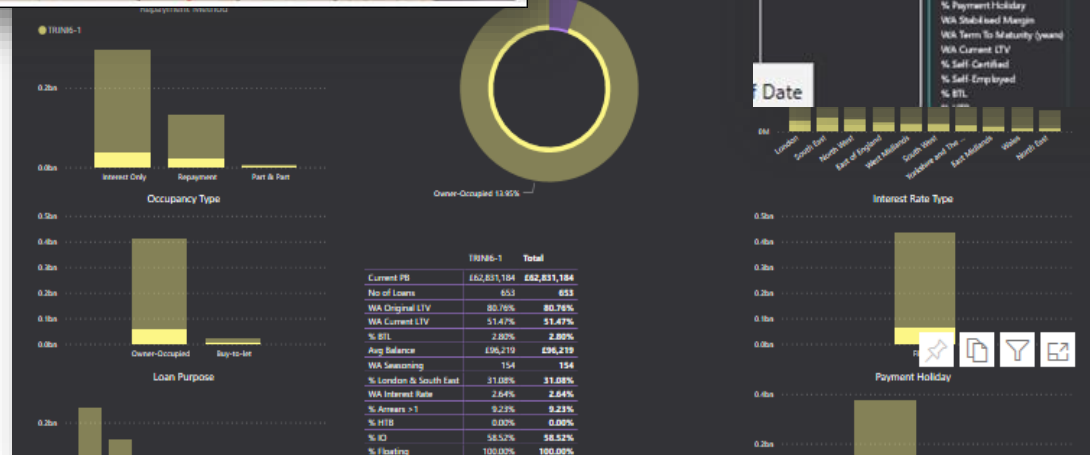 Repayment Method
TRINI6-1
0.2bn
0.0bn
Interest Only
Repayment
Part & Part
Occupancy Type
0.5bn
0.4bn
0.3bn
0.2bn
0.1bn
0.0bn
Owner-Occupied
Buy-to-let
Loan Purpose
0.2bn
Owner-Occupied 13.95%
TRINI6-1 Total
Current PB £62,831,184 £62,831,184
No of Loans 653 653
WA Original LTV 80.76% 80.76%
WA Current LTV 51.47% 51.47%
% BTL 2.80% 2.80%
Avg Balance £96,219 £96,219
WA Seasoning 154 154
% London & South East 31.08% 31.08%
WA Interest Rate 2.64% 2.64%
% Arrears >1 9.23% 9.23%
% HTB 0.00% 0.00%
% IO 58.52% 58.52%
% Floating 100.00% 100.00%
% Payment Holiday
WA Stabilised Margin
WA Term To Maturity (years)
WA Current LTV
% Self-Certified
% Self-Employed
% BTL
Date
0M
London
South East
North West
East of England
West Midlands
South West
Yorkshire and The ...
East Midlands
Wales
North East
Interest Rate Type
0.5bn
0.4bn
0.3bn
0.2bn
0.1bn
0.0bn
Payment Holiday
0.4bn
0.2bn